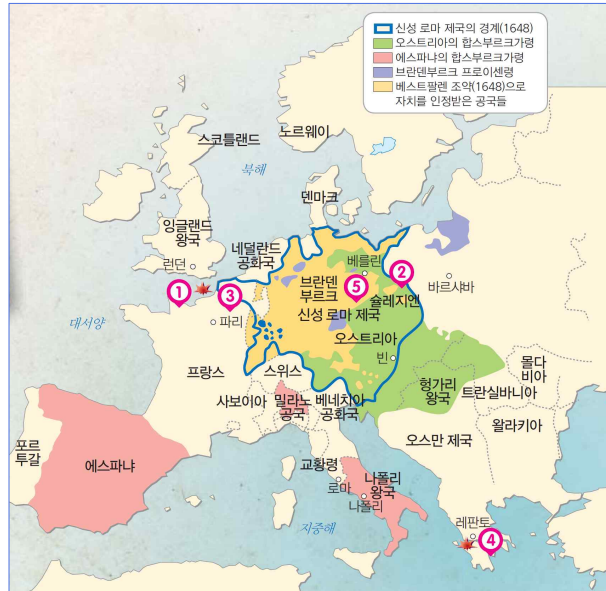 신성 로마 제국의 경계(1648)
오스트리아의 합스부르크가령
에스파냐의 합스부르크가령
브란덴부르크 프로이센령
베스트팔렌 조약(1648)으로
자치를 인정받은 공국들
스코틀랜드
노르웨이
북해
덴마크
잉글랜드
왕국
런던
네덜란드
공화국
베를린
브란덴
부르크
바르샤바
1
2
3
5
슐레지엔
신성 로마 제국
대서양
파리
오스트리아
빈
프랑스
스위스
헝가리
왕국
몰다
비아
트란실바니아
사보이아
밀라노
공국
베네치아
공화국
왈라키아
오스만 제국
포르
투갈
에스파냐
교황령
로마
나폴리
왕국
나폴리
지중해
레판토
4